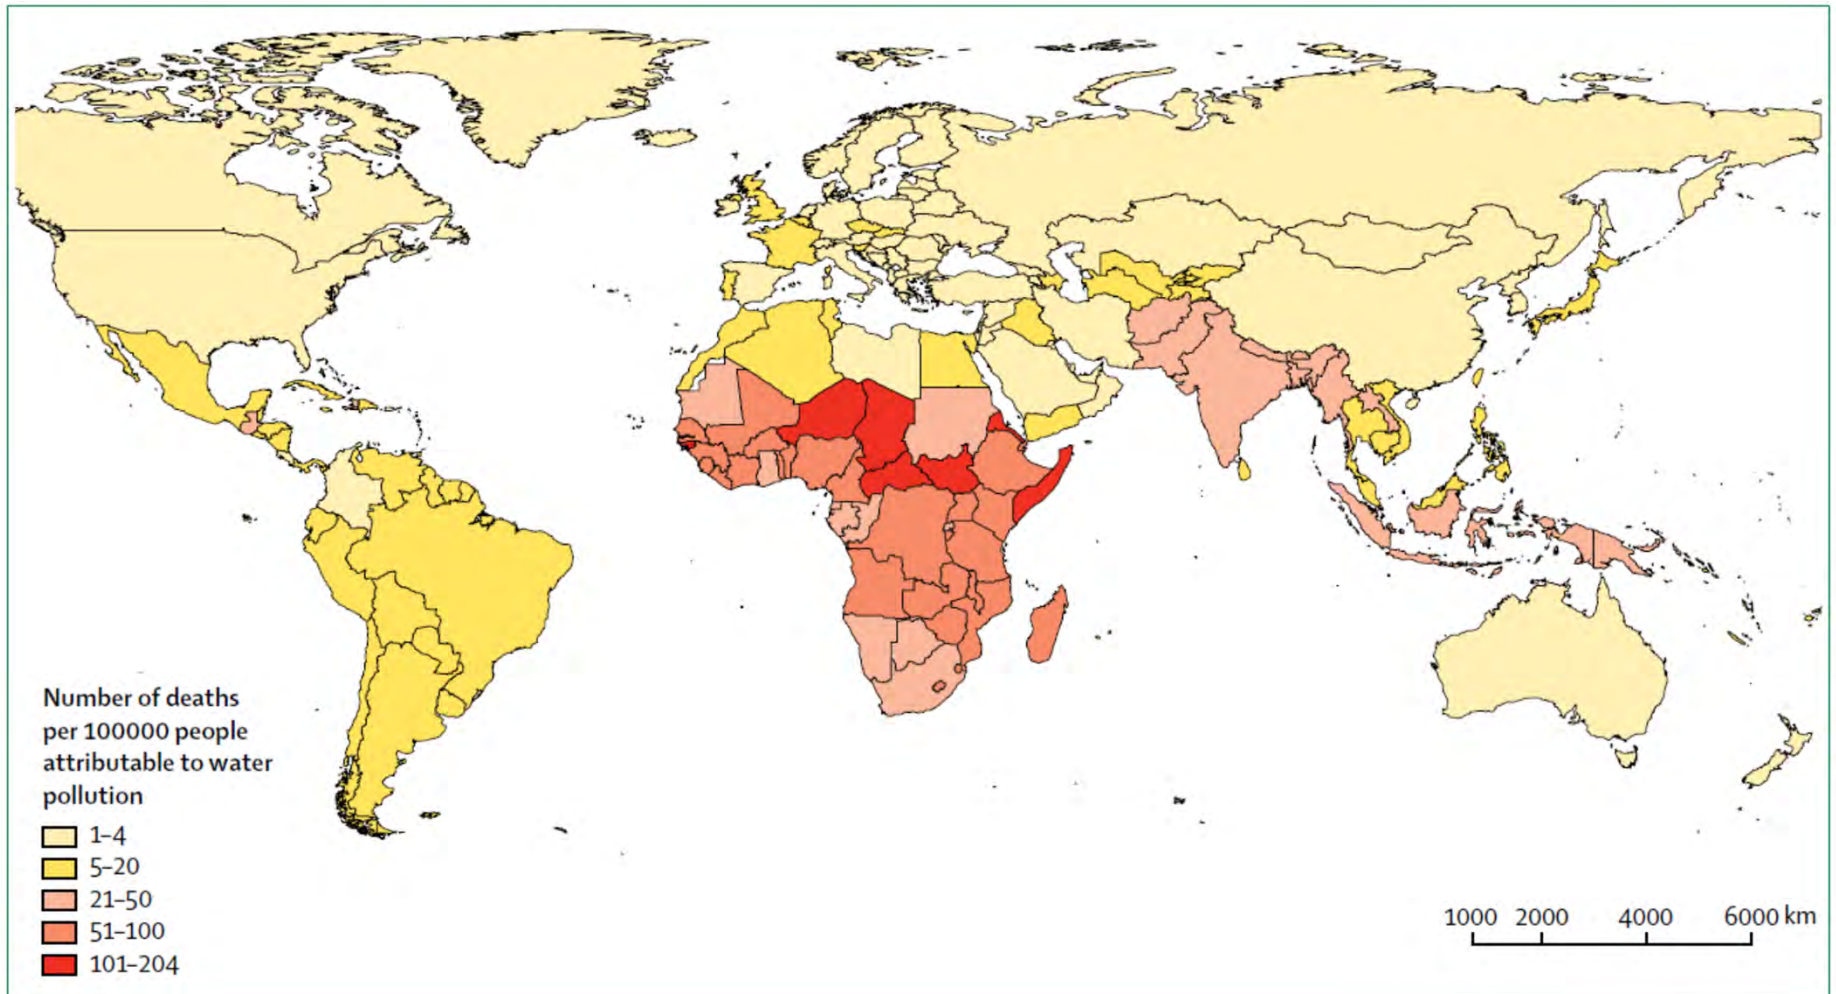 Number of deaths
per 100000 people
attributable to water
pollution
1–4
5–20
21–50
51–100
101–204
1000 2000 4000 6000 km